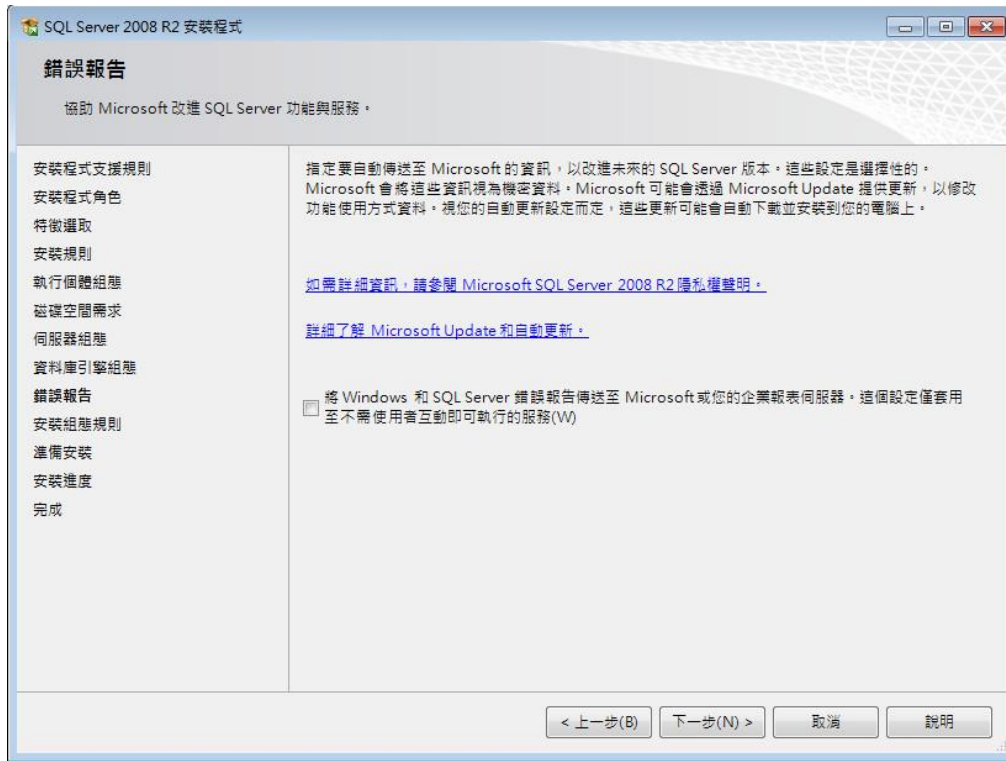 SQL Server 2008 R2 安裝程式
錯誤報告
協助 Microsoft 改進 SQL Server 功能與服務。
安裝程式支援規則
安裝程式角色
特徵選取
安裝規則
執行個體組態
磁碟空間需求
伺服器組態
資料庫引擎組態
錯誤報告
安裝組態規則
準備安裝
安裝進度
完成
指定要自動傳送至 Microsoft 的資訊，以改進未來的 SQL Server 版本。這些設定是選擇性的。
Microsoft 會將這些資訊視為機密資料。Microsoft 可能會透過 Microsoft Update 提供更新，以修改
功能使用方式資料。視您的自動更新設定而定，這些更新可能會自動下載並安裝到您的電腦上。
如需詳細資訊，請參閱 Microsoft SQL Server 2008 R2 隱私權聲明。
詳細了解 Microsoft Update 和自動更新。
將 Windows 和 SQL Server 錯誤報告傳送至 Microsoft 或您的企業報表伺服器。這個設定僅套用
至不需使用者互動即可執行的服務(W)
< 上一步(B)
下一步(N) >
取消
說明